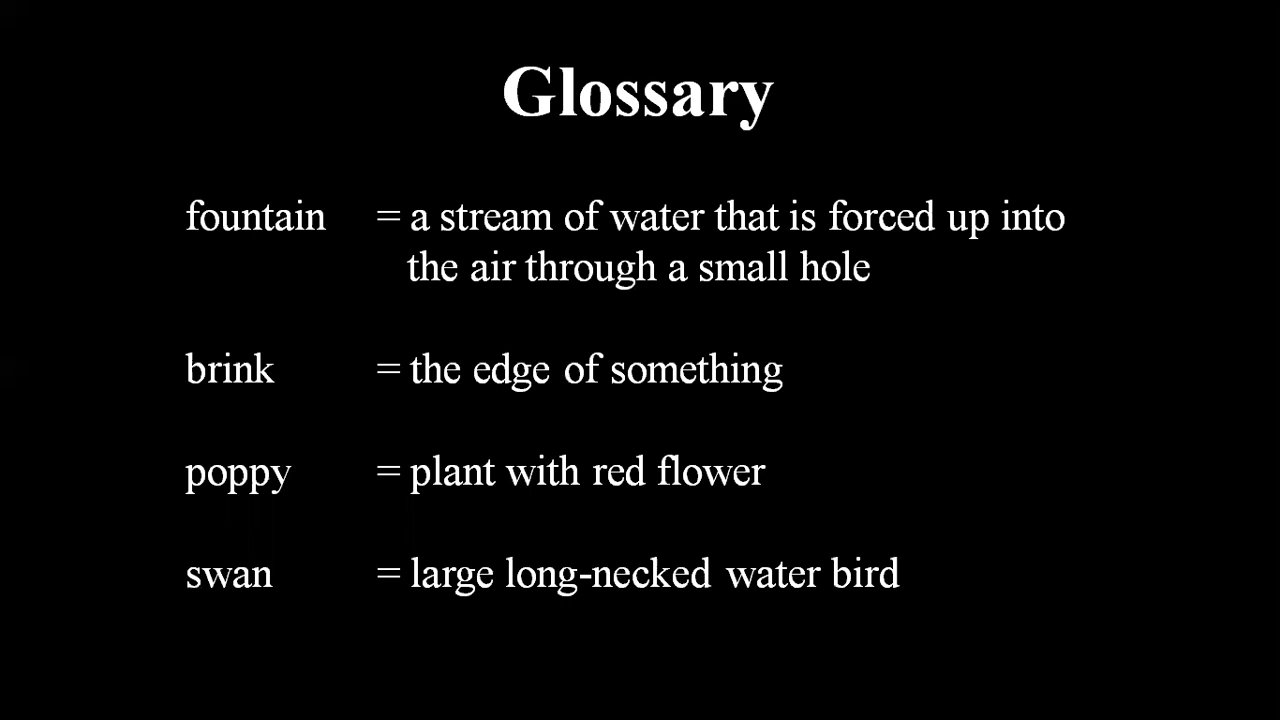 Glossary
fountain = a stream of water that is forced up into
the air through a small hole
brink = the edge of something
poppy = plant with red flower
swan = large long-necked water bird